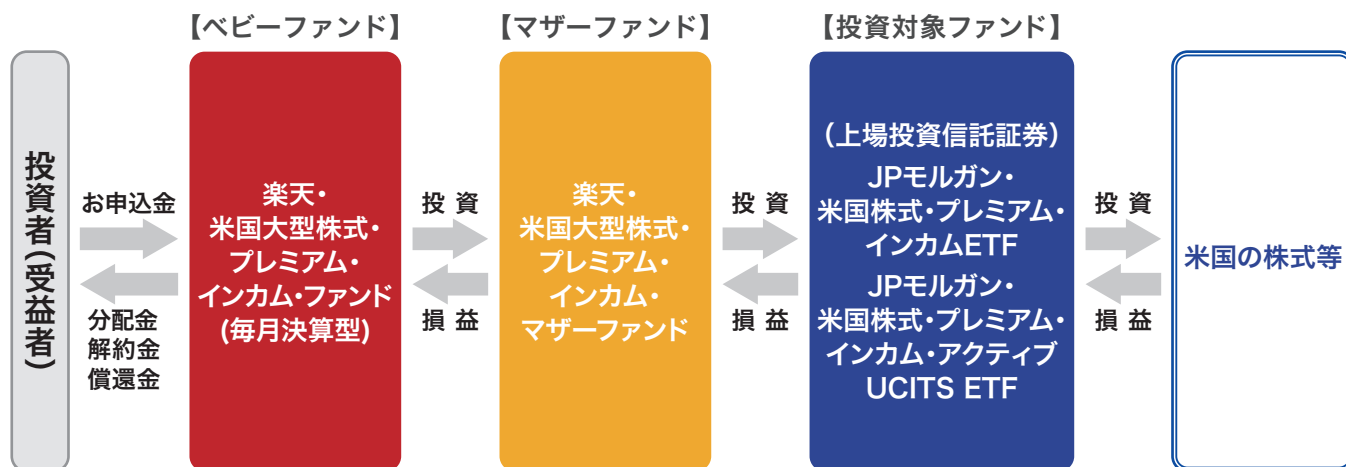 【ベビーファンド】
【マザーファンド】
【投資対象ファンド】
投資者(受益者)
お申込金
分配金
解約金
償還金
楽天・
米国大型株式・
プレミアム・
インカム・ファンド
(毎月決算型)
投 資
損 益
楽天・
米国大型株式・
プレミアム・
インカム・
マザーファンド
投 資
損 益
(上場投資信託証券)
JPモルガン・
米国株式・プレミアム・
インカムETF
JPモルガン・
米国株式・プレミアム・
インカム・アクティブ
UCITS ETF
投 資
損 益
米国の株式等